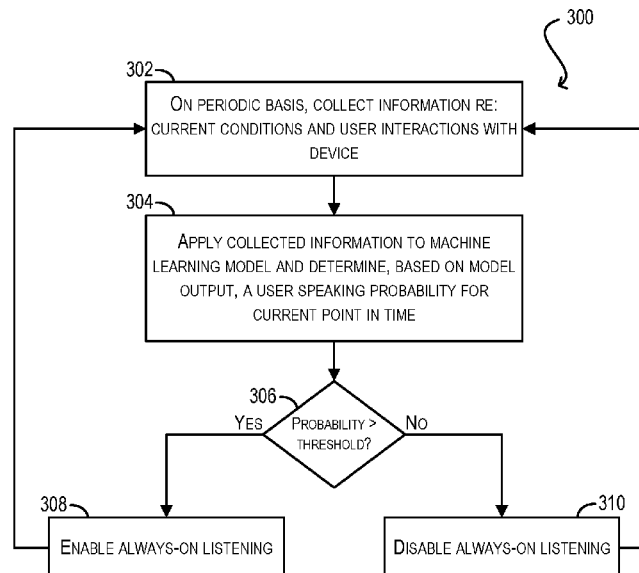 300
302
ON PERIODIC BASIS, COLLECT INFORMATION RE:
CURRENT CONDITIONS AND USER INTERACTIONS WITH
DEVICE
304
APPLY COLLECTED INFORMATION TO MACHINE
LEARNING MODEL AND DETERMINE, BASED ON MODEL
OUTPUT, A USER SPEAKING PROBABILITY FOR
CURRENT POINT IN TIME
306
YES
PROBABILITY >
THRESHOLD?
NO
308
ENABLE ALWAYS-ON LISTENING
310
DISABLE ALWAYS-ON LISTENING